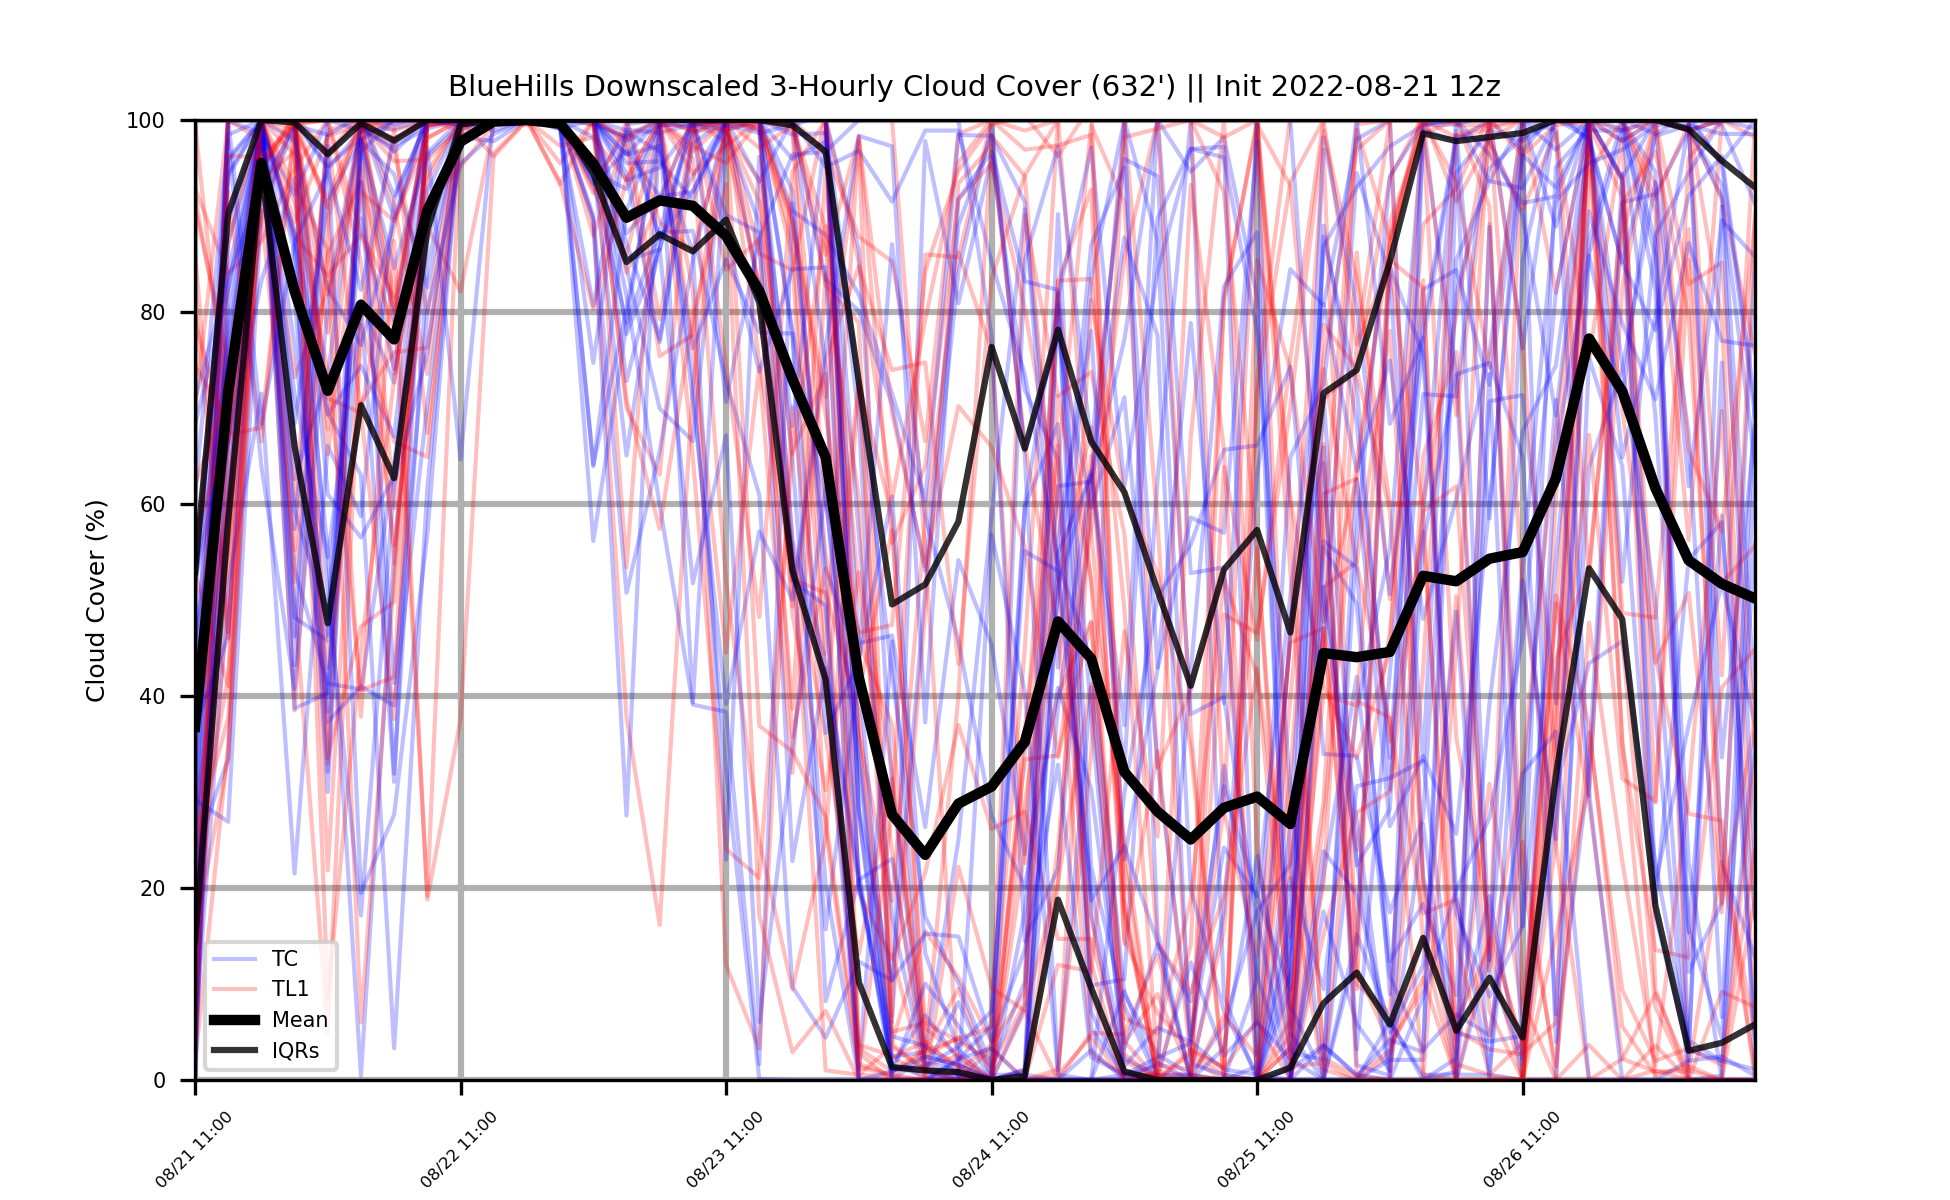 BlueHills Downscaled 3-Hourly Cloud Cover (632') || Init 2022-08-21 12z
Cloud Cover (%)
100
80
60
40
20
0
TC
TL1
Mean
IQRs
08/21 11:00
08/22 11:00
08/23 11:00
08/24 11:00
08/25 11:00
08/26 11:00